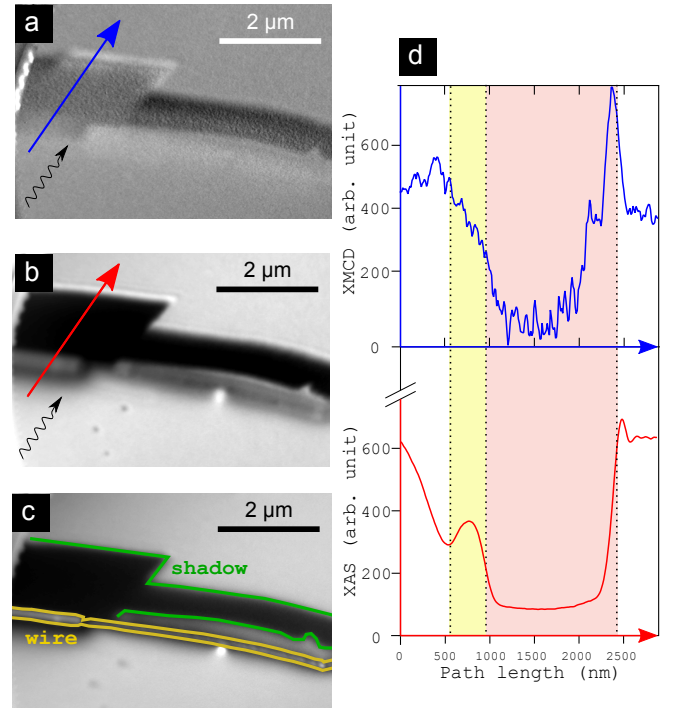 a
2 µm
b
2 µm
c
2 µm
shadow
wire
d
XMCD (arb. unit)
600
400
200
0
XAS (arb. unit)
600
400
200
0
0 500 1000 1500 2000 2500
Path length (nm)